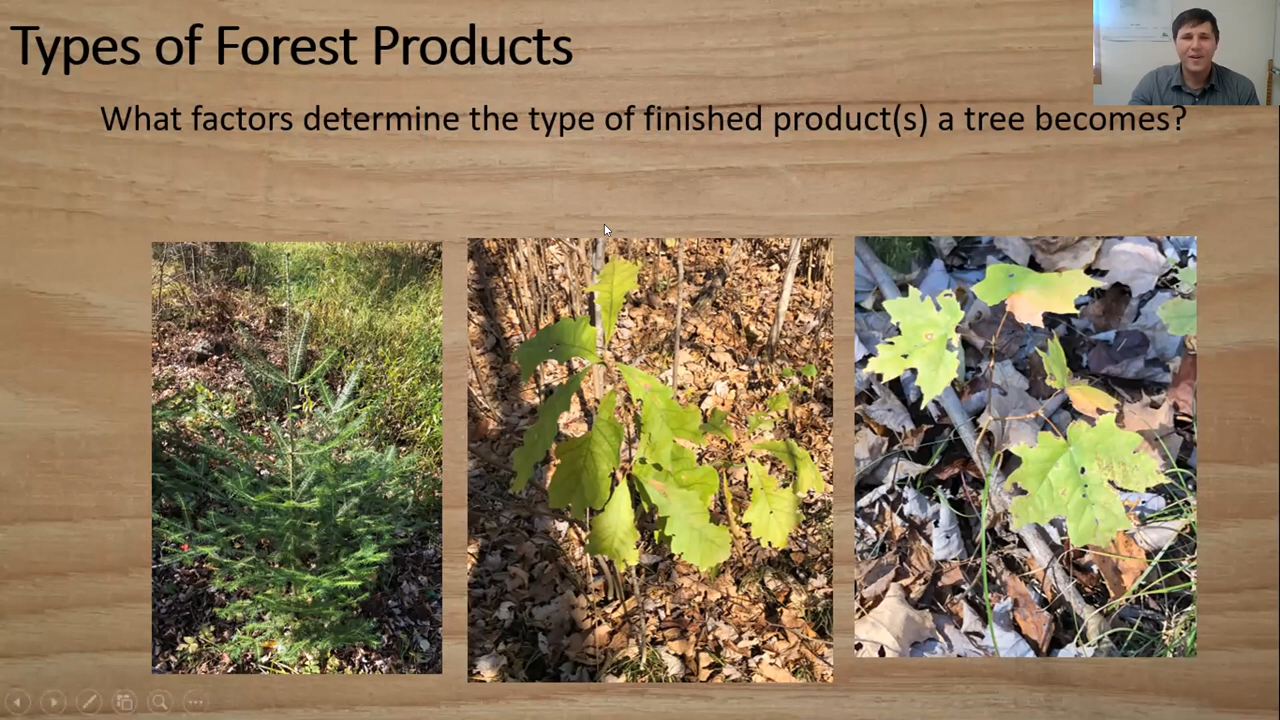 Types of Forest Products
What factors determine the type of finished product(s) a tree becomes?